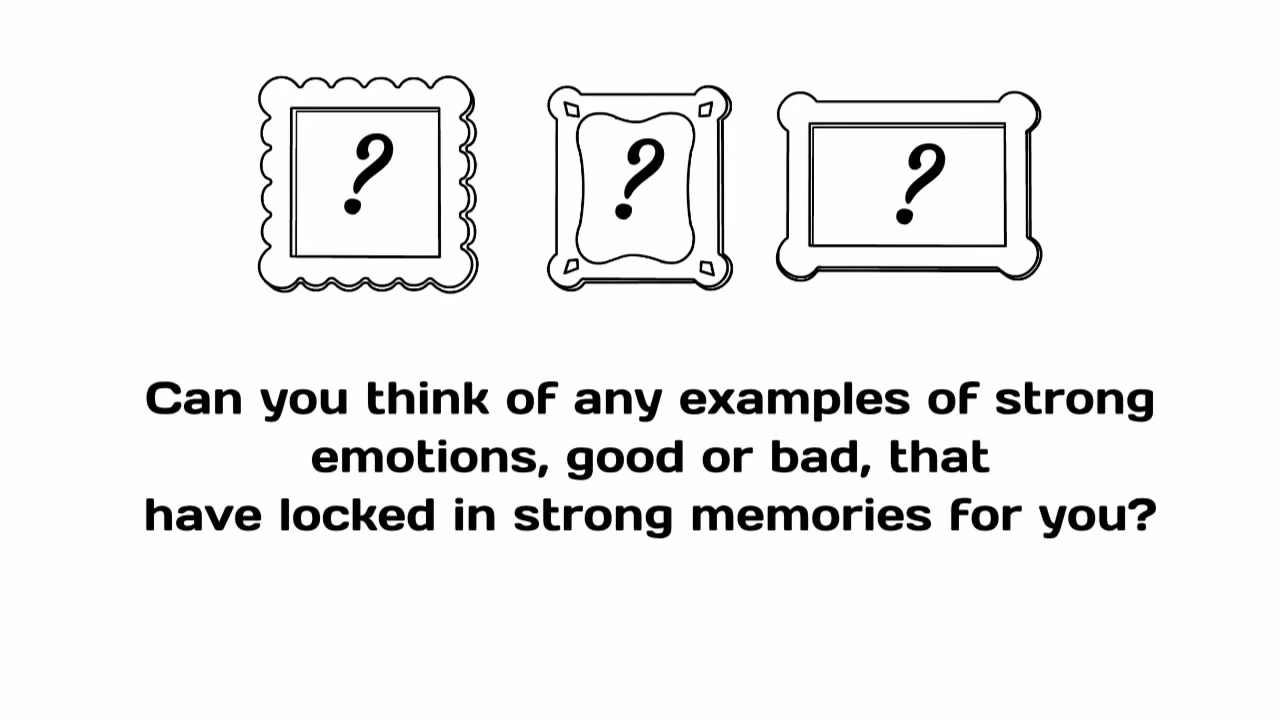 ? ? ?
Can you think of any examples of strong
emotions, good or bad, that
have locked in strong memories for you?